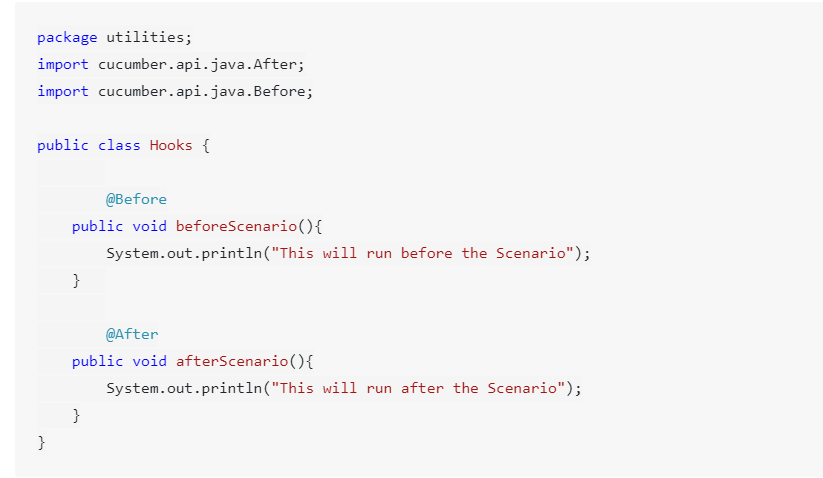 package utilities;
import cucumber.api.java.After;
import cucumber.api.java.Before;
public class Hooks {
@Before
public void beforeScenario(){
System.out.println("This will run before the Scenario");
}
@After
public void afterScenario(){
System.out.println("This will run after the Scenario");
}
}